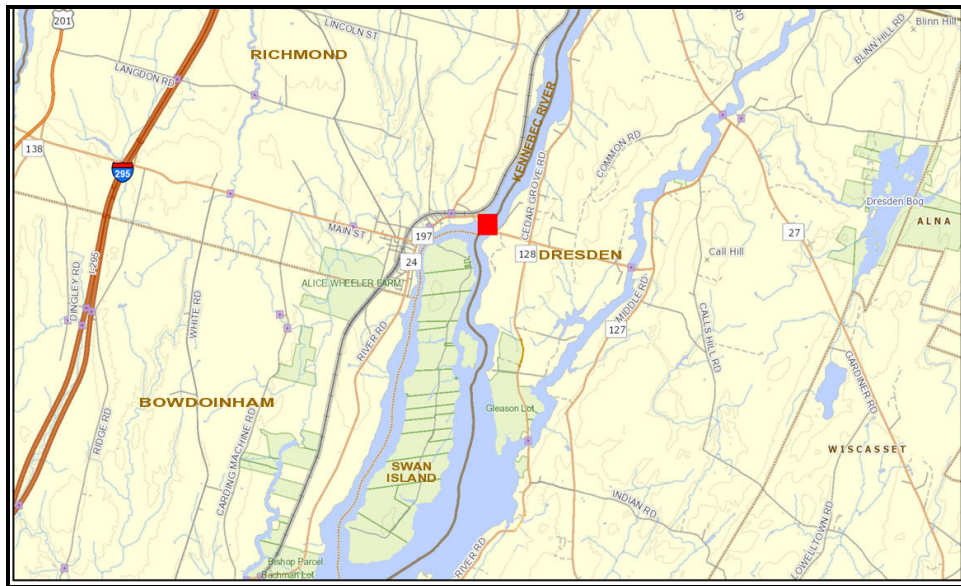 201
LINCOLN ST
RICHMOND
LANGDON RD
BLINN HILL RD
Blinn Hill
KENNEBEC RIVER
COMMON RD
138
295
CEDAR GROVE RD
Dresden Bog
ALNA
MAIN ST
197
27
24
128
DRESDEN
Call Hill
I-295
DINGLEY RD
ALICE WHEELER FARM
WHITE RD
RIVER RD
MIDDLE RD
127
CALLS HILL RD
GARDINER RD
BOWDOINHAM
Gleason Lot
RIDGE RD
CARDING MACHINE RD
WISCASSET
SWAN
ISLAND
INDIAN RD
RIVER RD
LOWELLTOWN RD
Bishop Parcel
Bachman Lot